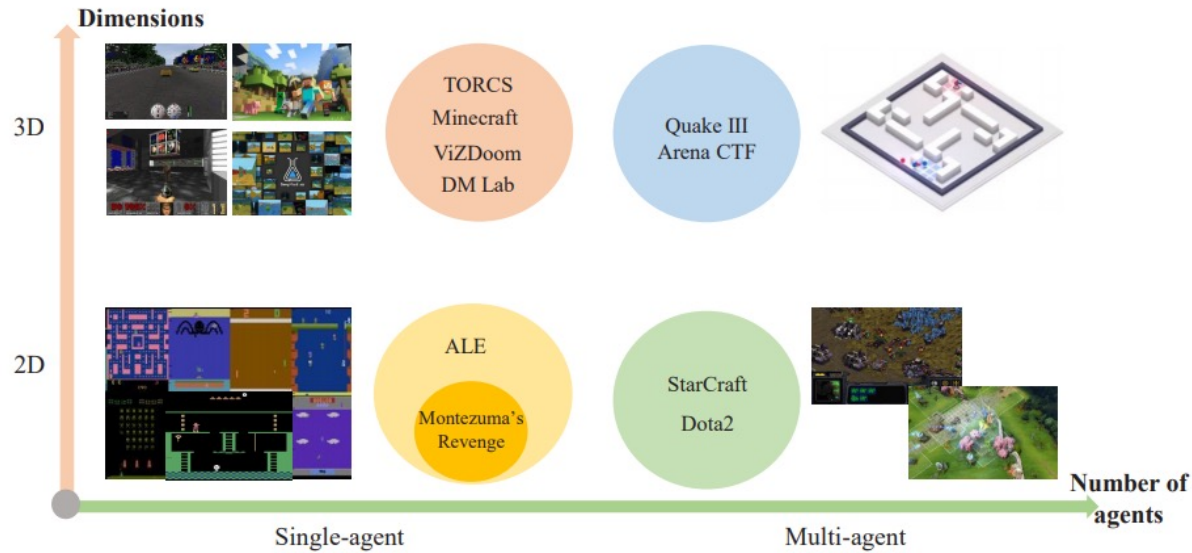 Dimensions
3D
TORCS
Minecraft
ViZDoom
DM Lab
Quake III
Arena CTF
2D
ALE
Montezuma's
Revenge
StarCraft
Dota2
Number of
agents
Single-agent
Multi-agent